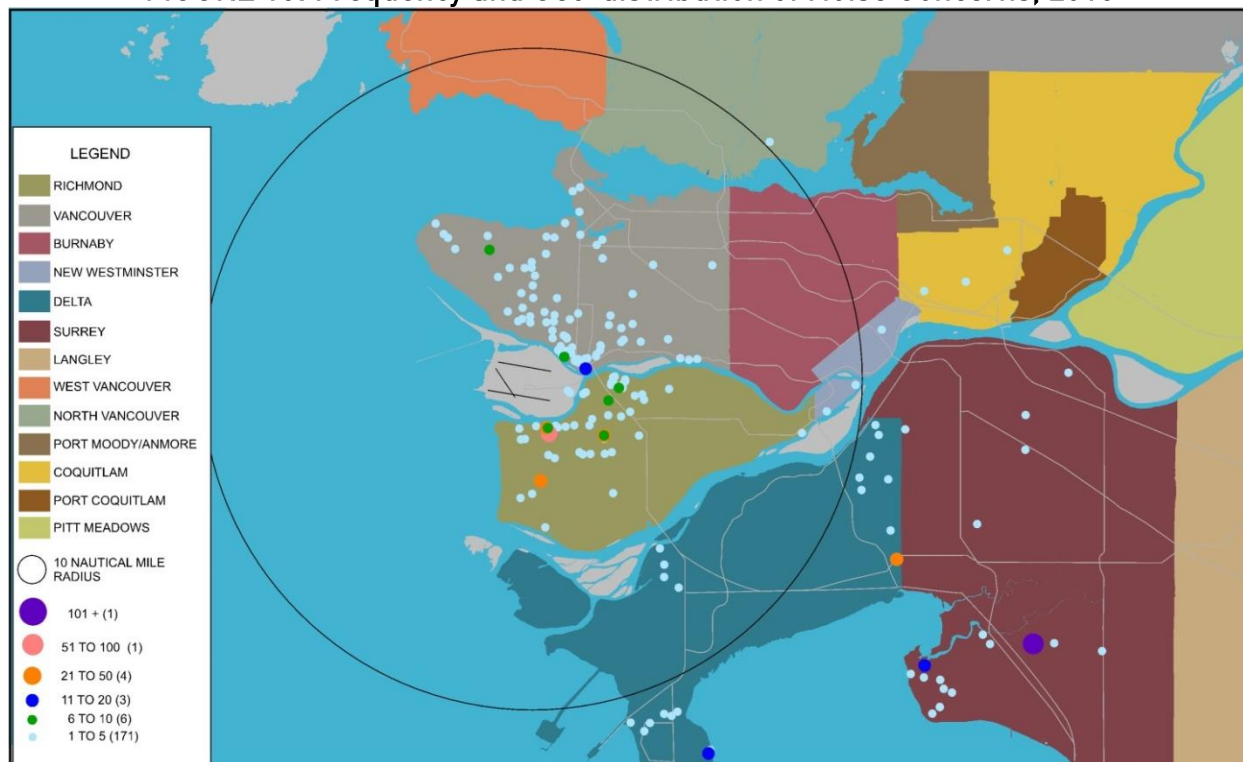 LEGEND
RICHMOND
VANCOUVER
BURNABY
NEW WESTMINSTER
DELTA
SURREY
LANGLEY
WEST VANCOUVER
NORTH VANCOUVER
PORT MOODY/ANMORE
COQUITLAM
PORT COQUITLAM
PITT MEADOWS
10 NAUTICAL MILE
RADIUS
101 + (1)
51 TO 100 (1)
21 TO 50 (4)
11 TO 20 (3)
6 TO 10 (6)
1 TO 5 (171)